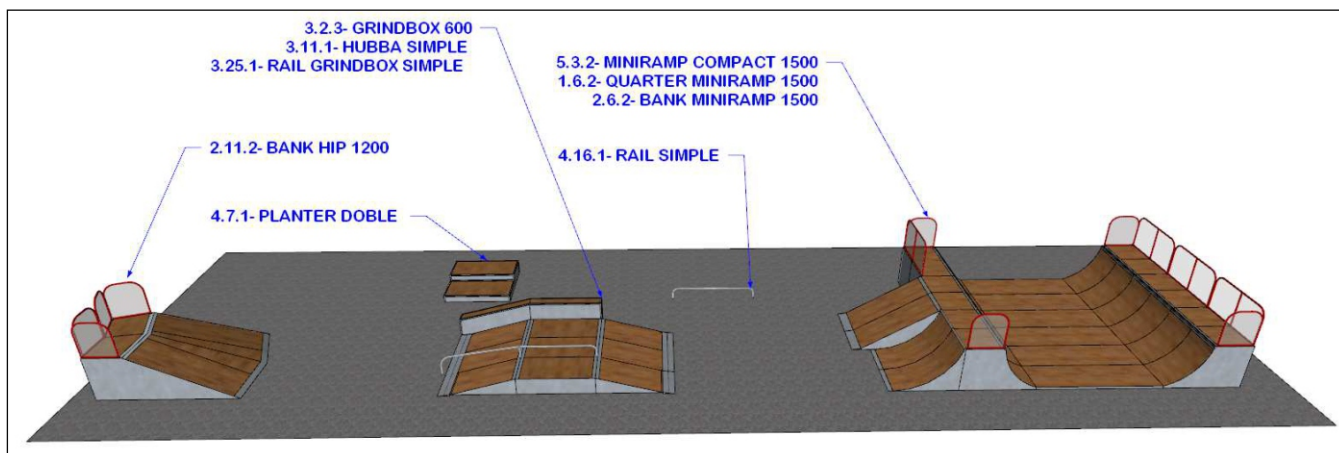 3.2.3- GRINDBOX 600
3.11.1- HUBBA SIMPLE
3.25.1- RAIL GRINDBOX SIMPLE
5.3.2- MINIRAMP COMPACT 1500
1.6.2- QUARTER MINIRAMP 1500
2.6.2- BANK MINIRAMP 1500
2.11.2- BANK HIP 1200
4.16.1- RAIL SIMPLE
4.7.1- PLANTER DOBLE